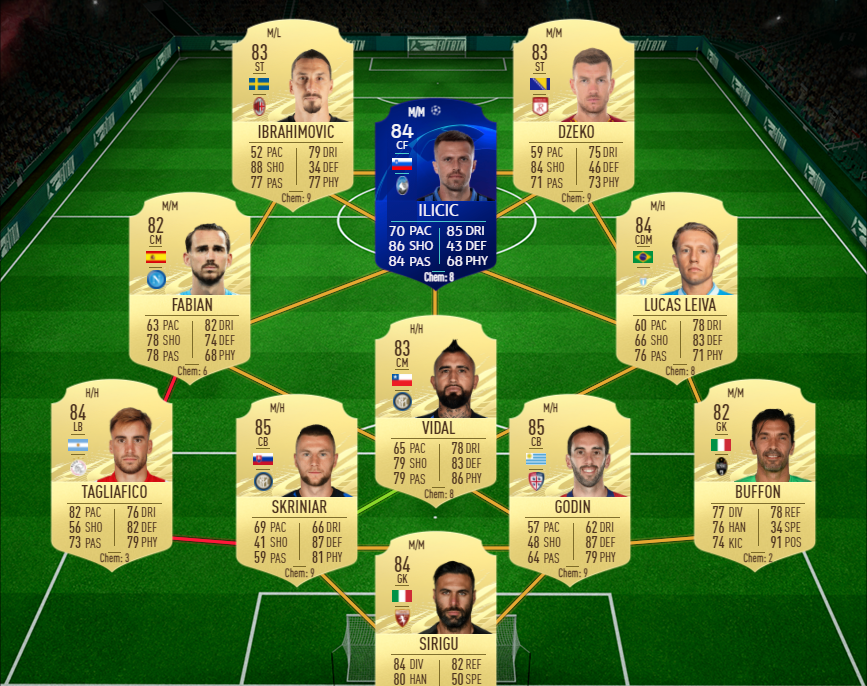 M/L
83
ST
IBRAHIMOVIC
52 PAC 79 DRI
88 SHO 34 DEF
77 PAS 77 PHY
Chem: 9
M/M
83
ST
DZEKO
59 PAC 75 DRI
84 SHO 46 DEF
71 PAS 73 PHY
Chem: 9
M/M
84
CF
ILICIC
70 PAC 85 DRI
86 SHO 43 DEF
84 PAS 68 PHY
Chem: 8
M/M
82
CM
FABIAN
63 PAC 82 DRI
78 SHO 74 DEF
78 PAS 68 PHY
Chem: 6
M/H
84
CDM
LUCAS LEIVA
60 PAC 78 DRI
66 SHO 83 DEF
76 PAS 71 PHY
Chem: 8
H/H
83
CM
VIDAL
65 PAC 78 DRI
79 SHO 83 DEF
79 PAS 86 PHY
Chem: 8
H/H
84
LB
TAGLIAFICO
82 PAC 76 DRI
56 SHO 82 DEF
73 PAS 79 PHY
Chem: 3
M/H
85
CB
SKRINIAR
69 PAC 66 DRI
41 SHO 87 DEF
59 PAS 81 PHY
Chem: 9
M/H
85
CB
GODIN
57 PAC 62 DRI
48 SHO 87 DEF
64 PAS 79 PHY
Chem: 9
M/M
82
GK
BUFFON
77 DIV 78 REF
76 HAN 34 SPE
74 KIC 91 POS
Chem: 2
M/M
84
GK
SIRIGU
84 DIV 82 REF
80 HAN 50 SPE